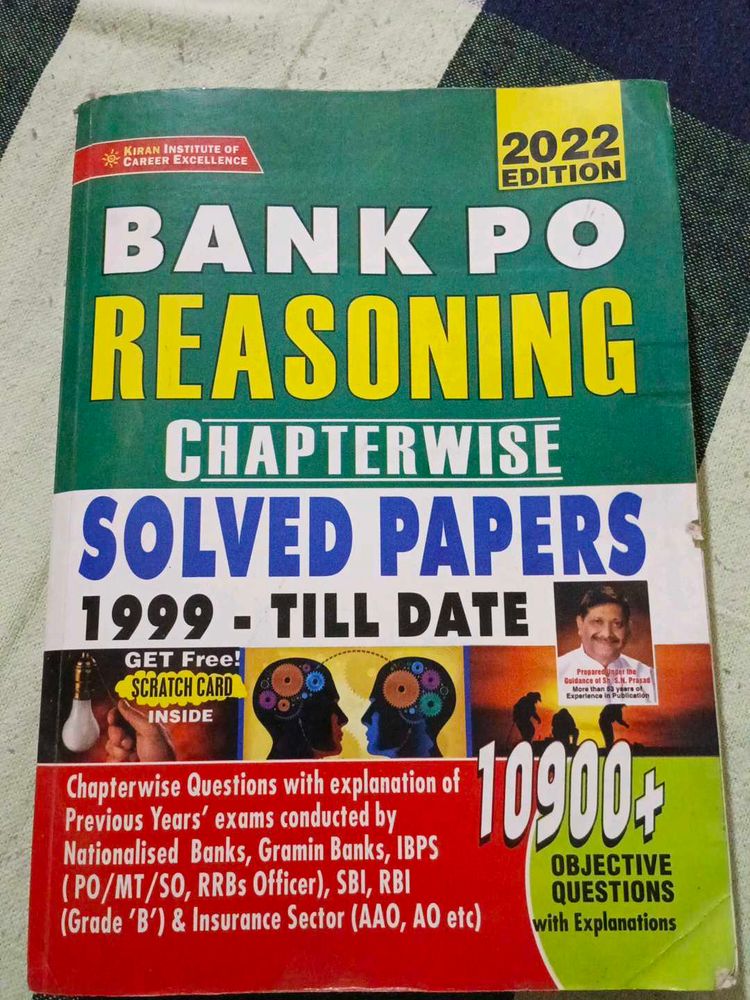 KIRAN INSTITUTE OF
CAREER EXCELLENCE
2022
EDITION
BANK PO
REASONING
CHAPTERWISE
SOLVED PAPERS
1999 - TILL DATE
GET Free!
SCRATCH CARD
INSIDE
Prepared Under the
Guidance of Sh. S.N. Prasad
More than 53 years of
Experience in Publication
Chapterwise Questions with explanation of
Previous Years' exams conducted by
Nationalised Banks, Gramin Banks, IBPS
(PO/MT/SO, RRBs Officer), SBI, RBI
(Grade 'B') & Insurance Sector (AAO, AO etc)
10900+
OBJECTIVE
QUESTIONS
with Explanations